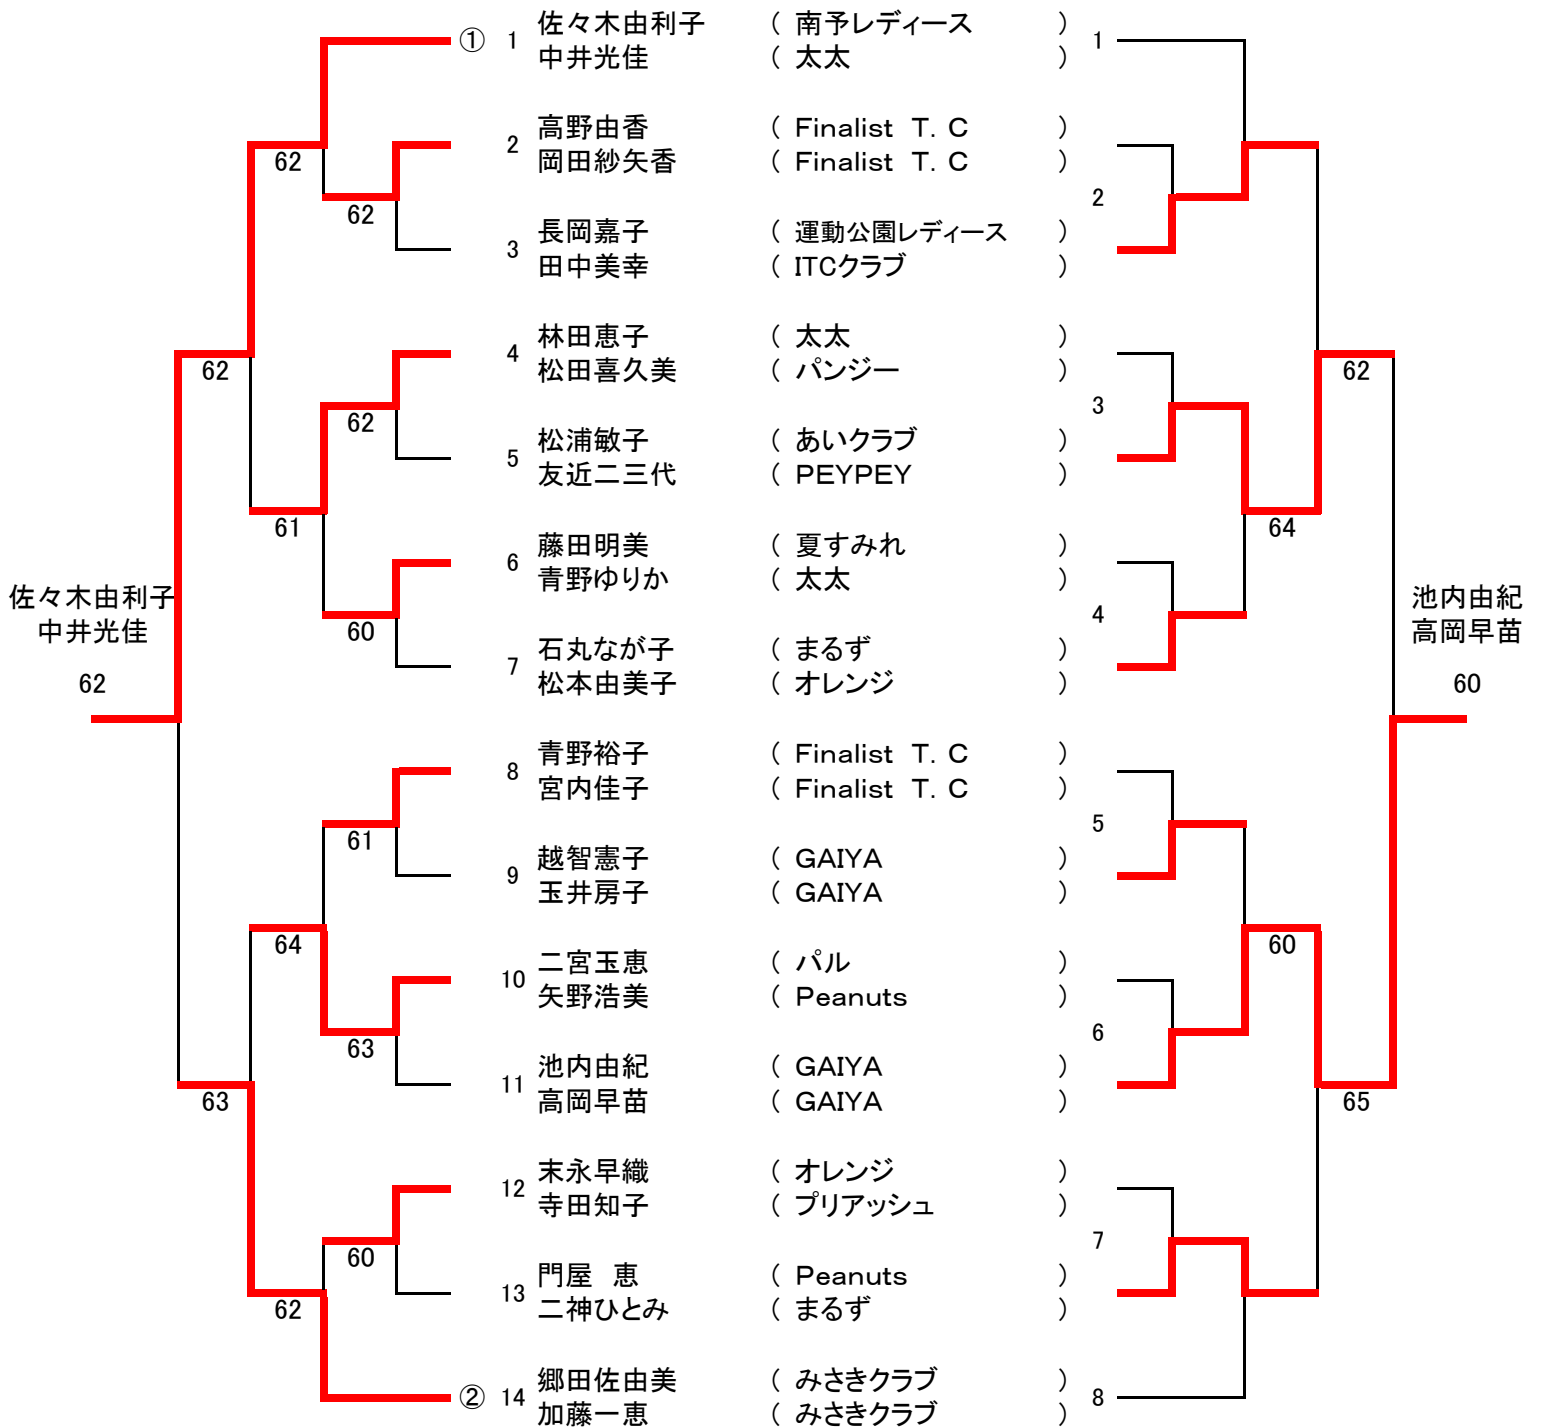 ① 1 佐々木由利子 ( 南予レディース )
中井光佳 ( 太太 ) 1
2 高野由香 ( Finalist T. C )
岡田紗矢香 ( Finalist T. C )
62
62
2
3 長岡嘉子 ( 運動公園レディース )
田中美幸 ( ITCクラブ )
4 林田恵子 ( 太太 )
松田喜久美 ( パンジー )
62
62
62
3
5 松浦敏子 ( あいクラブ )
友近二三代 ( PEYPEY )
61
64
6 藤田明美 ( 夏すみれ )
青野ゆりか ( 太太 )
佐々木由利子
中井光佳
62
60
4
池内由紀
高岡早苗
60
7 石丸なが子 ( まるず )
松本由美子 ( オレンジ )
8 青野裕子 ( Finalist T. C )
宮内佳子 ( Finalist T. C )
61
5
9 越智憲子 ( GAIYA )
玉井房子 ( GAIYA )
64
60
10 二宮玉恵 ( パル )
矢野浩美 ( Peanuts )
63
6
11 池内由紀 ( GAIYA )
高岡早苗 ( GAIYA )
63
65
12 末永早織 ( オレンジ )
寺田知子 ( プリアッシュ )
60
7
13 門屋 恵 ( Peanuts )
二神ひとみ ( まるず )
62
② 14 郷田佐由美 ( みさきクラブ )
加藤一恵 ( みさきクラブ ) 8